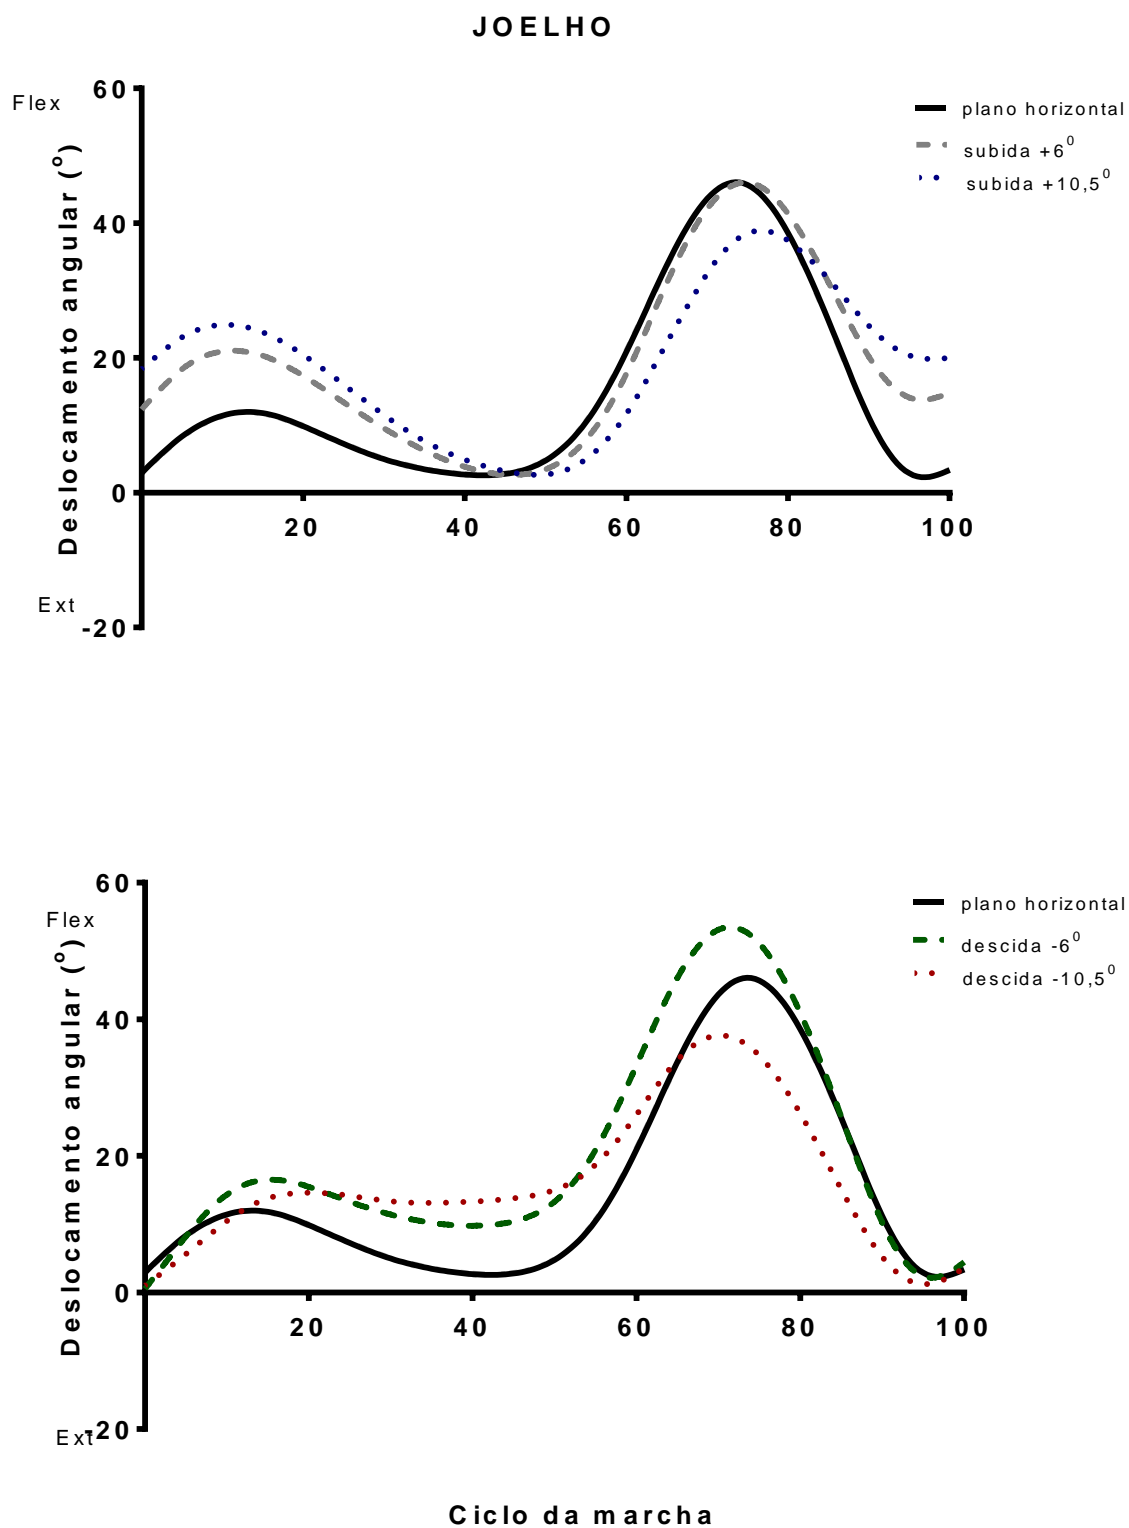 JOELHO
Flex
60
40
20
0
-20
Ext
Deslocamento angular (º)
20 40 60 80 100
plano horizontal
subida +6⁰
subida +10,5⁰
Flex
60
40
20
0
-20
Ext
Deslocamento angular (º)
20 40 60 80 100
plano horizontal
descida -6⁰
descida -10,5⁰
Ciclo da marcha